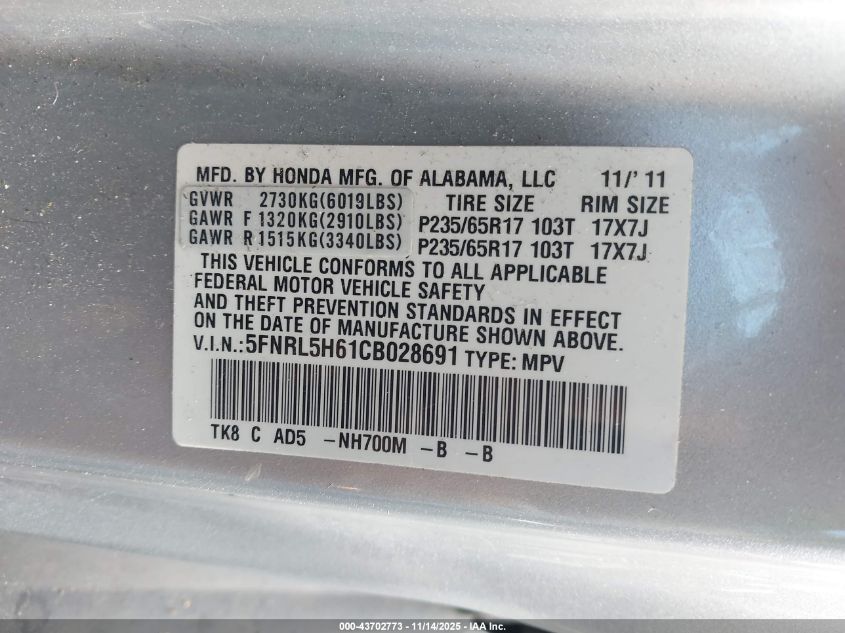 MFD. BY HONDA MFG. OF ALABAMA, LLC 11/' 11
GVWR 2730KG(6019LBS) TIRE SIZE RIM SIZE
GAWR F 1320KG(2910LBS) P235/65R17 103T 17X7J
GAWR R 1515KG(3340LBS) P235/65R17 103T 17X7J
THIS VEHICLE CONFORMS TO ALL APPLICABLE
FEDERAL MOTOR VEHICLE SAFETY
AND THEFT PREVENTION STANDARDS IN EFFECT
ON THE DATE OF MANUFACTURE SHOWN ABOVE.
V.I.N.:5FNRL5H61CB028691 TYPE: MPV
TK8 C AD5 -NH700M -B -B
000-43702773 - 11/14/2025 - IAA Inc.